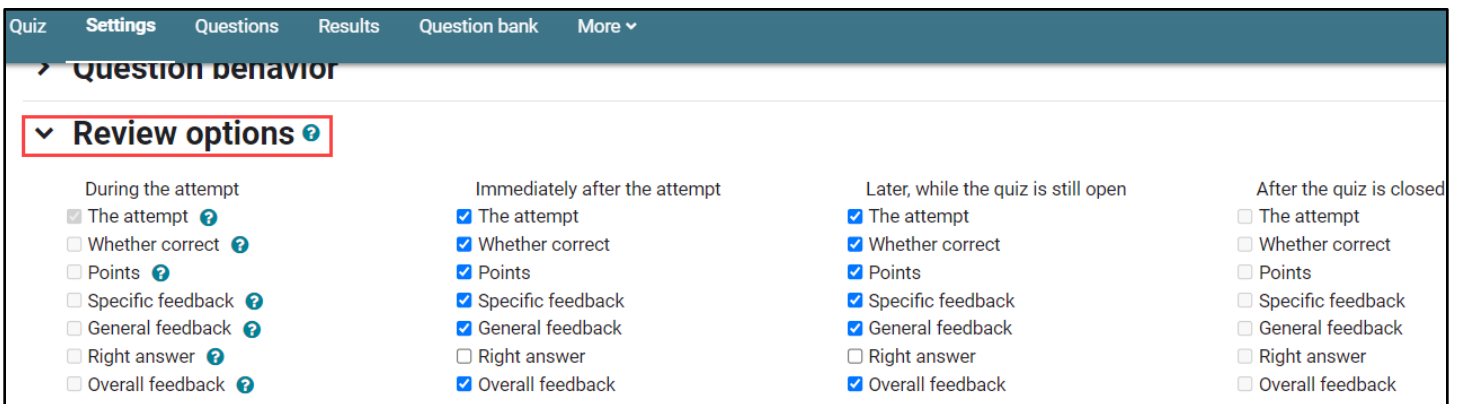 Quiz Settings Questions Results Question bank More
Question behavior
Review options
During the attempt Immediately after the attempt Later, while the quiz is still open After the quiz is closed
The attempt The attempt The attempt The attempt
Whether correct Whether correct Whether correct Whether correct
Points Points Points Points
Specific feedback Specific feedback Specific feedback Specific feedback
General feedback General feedback General feedback General feedback
Right answer Right answer Right answer Right answer
Overall feedback Overall feedback Overall feedback Overall feedback